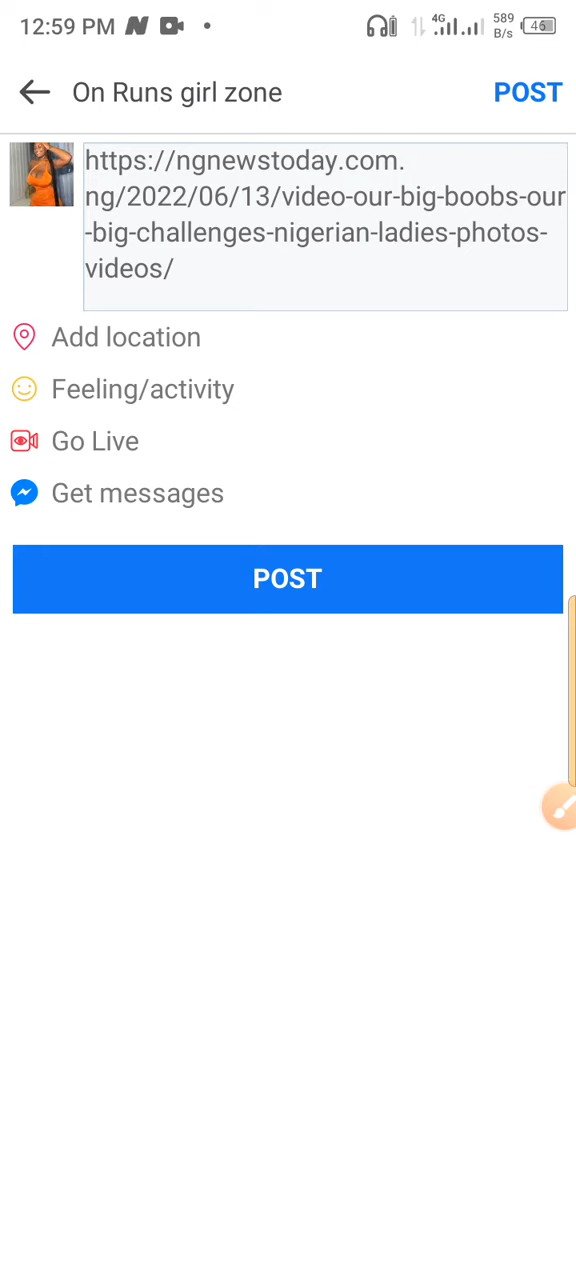 12:59 PM
4G
589
B/s
46
On Runs girl zone
POST
https://ngnewstoday.com.
ng/2022/06/13/video-our-big-boobs-our
-big-challenges-nigerian-ladies-photos-
videos/
Add location
Feeling/activity
Go Live
Get messages
POST